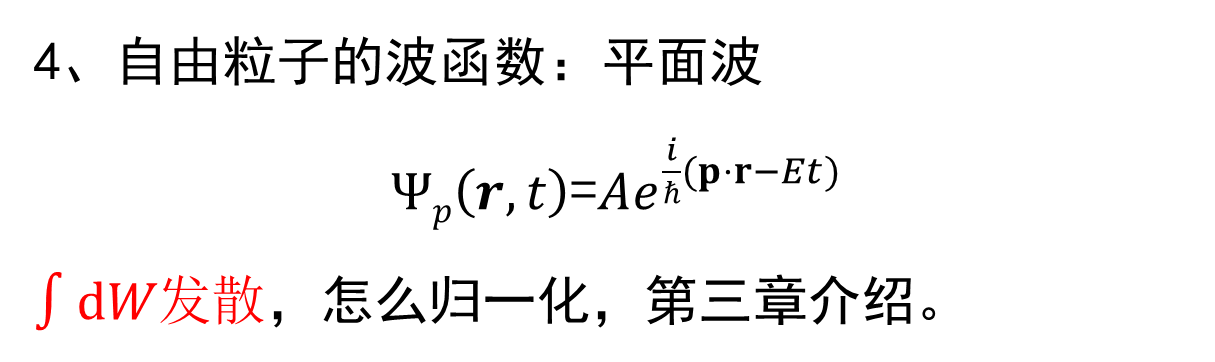 4、自由粒子的波函数：平面波
Ψ_p(r,t)=Ae^{\frac{i}{ħ}(p·r−Et)}
∫ dW发散，怎么归一化，第三章介绍。